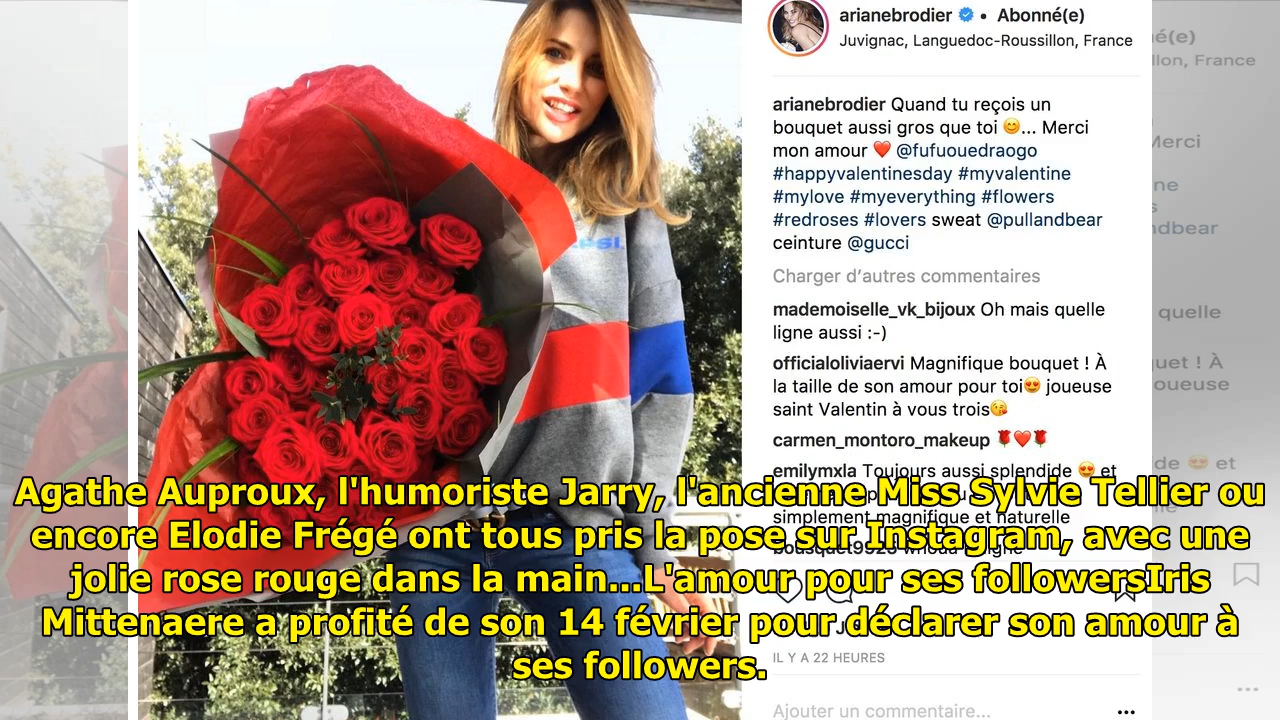 arianebrodier • Abonné(e)
Juvignac, Languedoc-Roussillon, France
arianebrodier Quand tu reçois un
bouquet aussi gros que toi 😊... Merci
mon amour ❤️ @fufuouedraogo
#happyvalentinesday #myvalentine
#mylove #myeverything #flowers
#redroses #lovers sweat @pullandbear
ceinture @gucci
Charger d'autres commentaires
mademoiselle_vk_bijoux Oh mais quelle
ligne aussi :-)
officialoliviaervi Magnifique bouquet ! À
la taille de son amour pour toi😍 joueuse
saint Valentin à vous trois😘
carmen_montoro_makeup 🌹❤️🌹
emilymxla Toujours aussi splendide 😍 et
simplement magnifique et naturelle
Agathe Auproux, l'humoriste Jarry, l'ancienne Miss Sylvie Tellier ou
encore Elodie Frégé ont tous pris la pose sur Instagram, avec une
jolie rose rouge dans la main...L'amour pour ses followersIris
Mittenaere a profité de son 14 février pour déclarer son amour à
ses followers.
IL Y A 22 HEURES
Ajouter un commentaire...